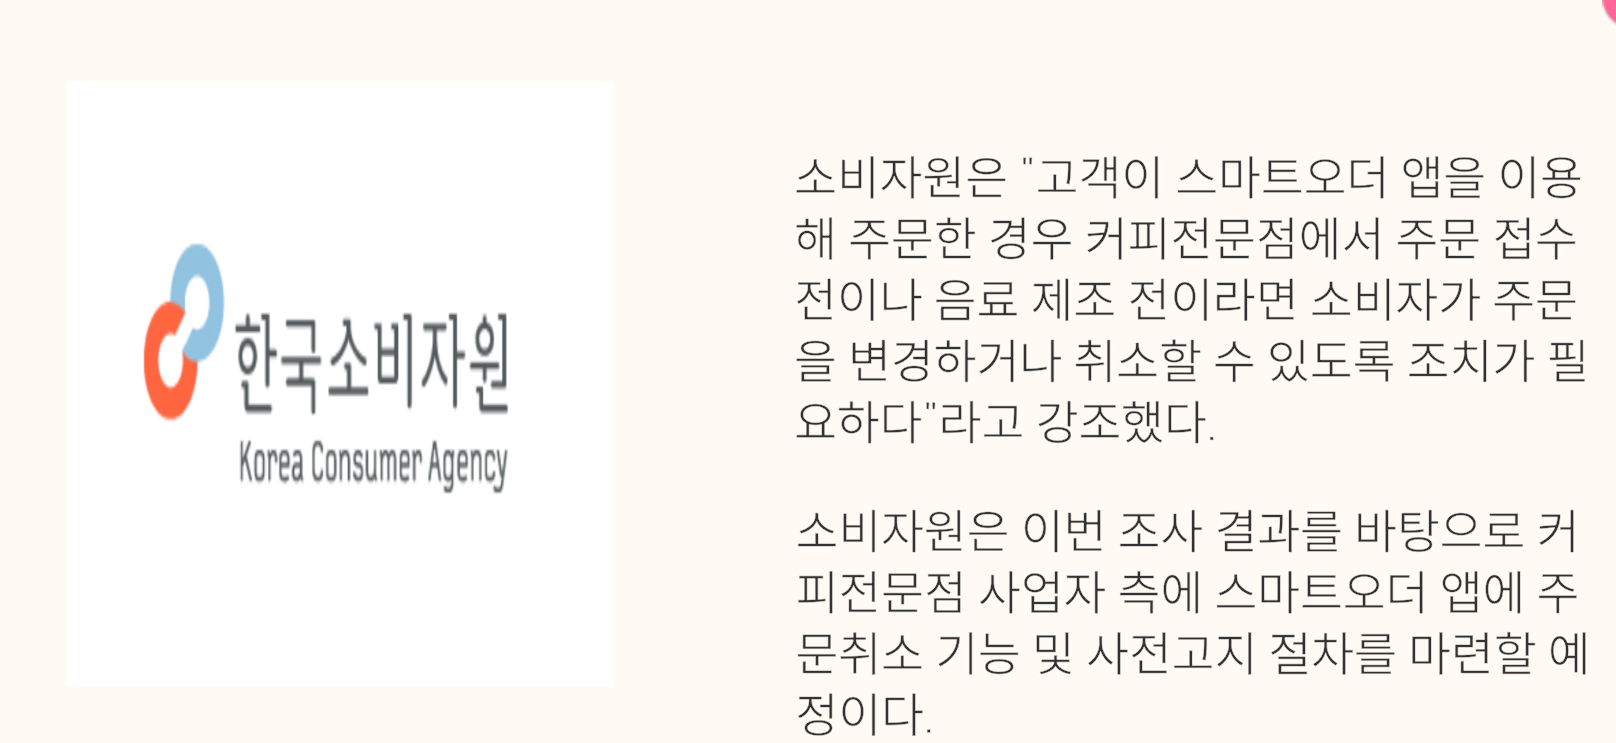 한국소비자원
Korea Consumer Agency
소비자원은 "고객이 스마트오더 앱을 이용
해 주문한 경우 커피전문점에서 주문 접수
전이나 음료 제조 전이라면 소비자가 주문
을 변경하거나 취소할 수 있도록 조치가 필
요하다"라고 강조했다.
소비자원은 이번 조사 결과를 바탕으로 커
피전문점 사업자 측에 스마트오더 앱에 주
문취소 기능 및 사전고지 절차를 마련할 예
정이다.